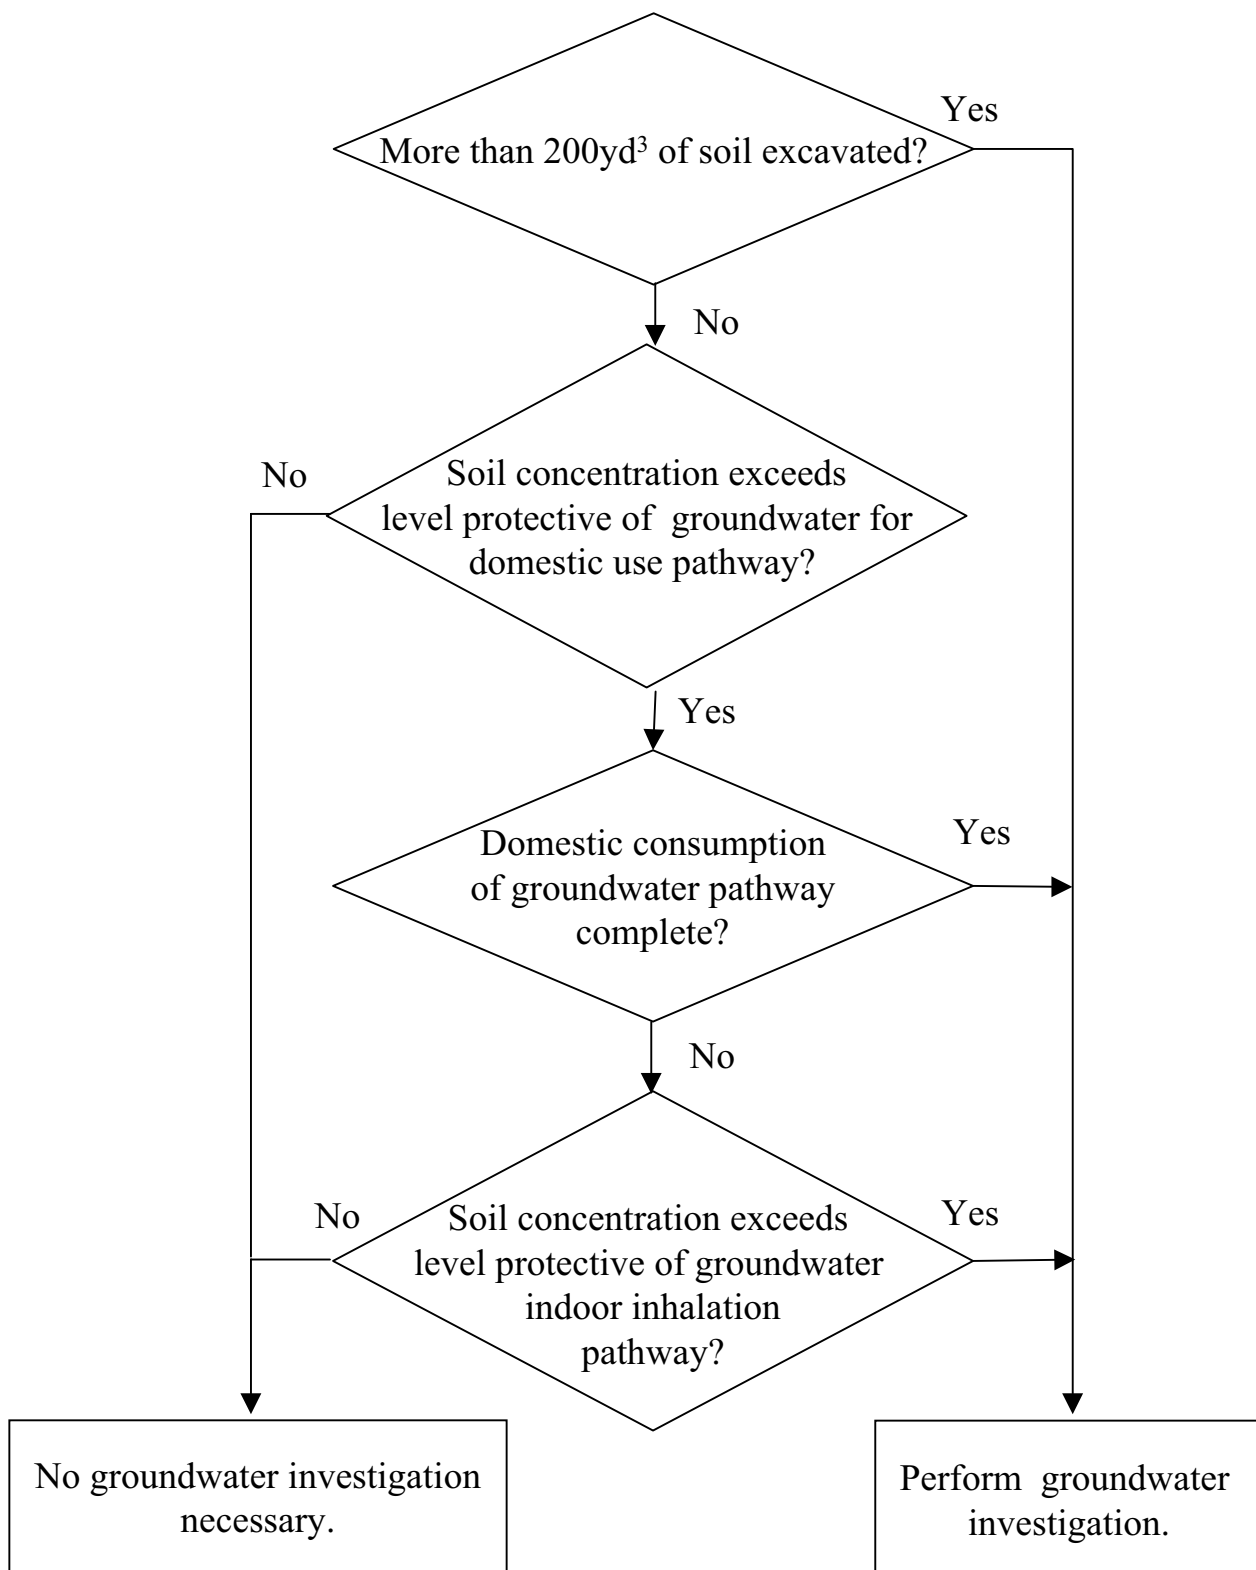 Yes
More than 200yd³ of soil excavated?
No
No
Soil concentration exceeds
level protective of groundwater for
domestic use pathway?
Yes
Yes
Domestic consumption
of groundwater pathway
complete?
No
No
Yes
Soil concentration exceeds
level protective of groundwater
indoor inhalation
pathway?
No groundwater investigation
necessary.
Perform groundwater
investigation.